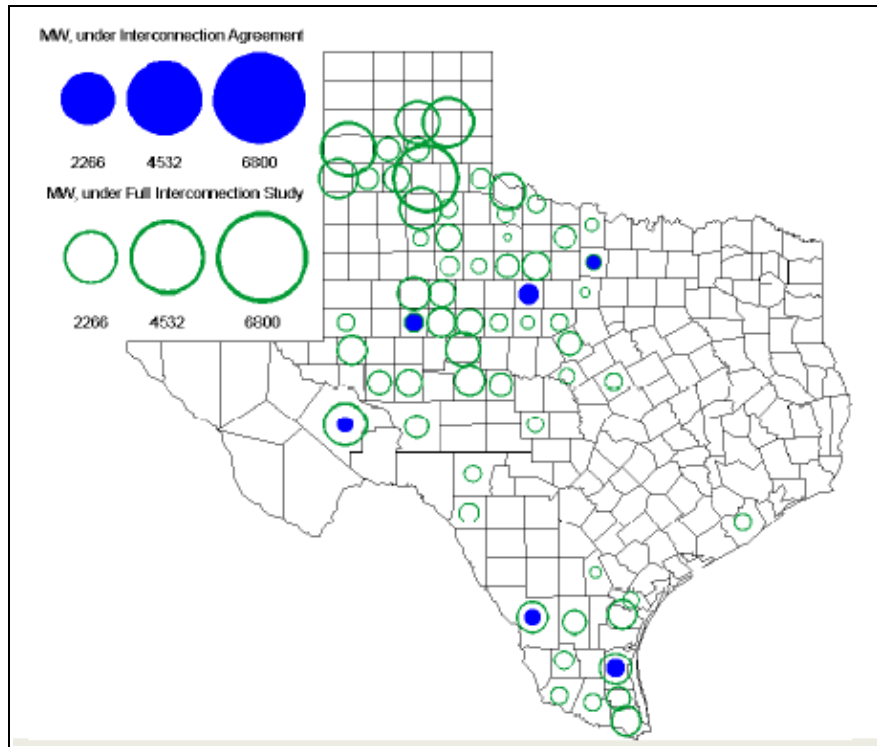 MW, under Interconnection Agreement
2266 4532 6800
MW, under Full Interconnection Study
2266 4532 6800